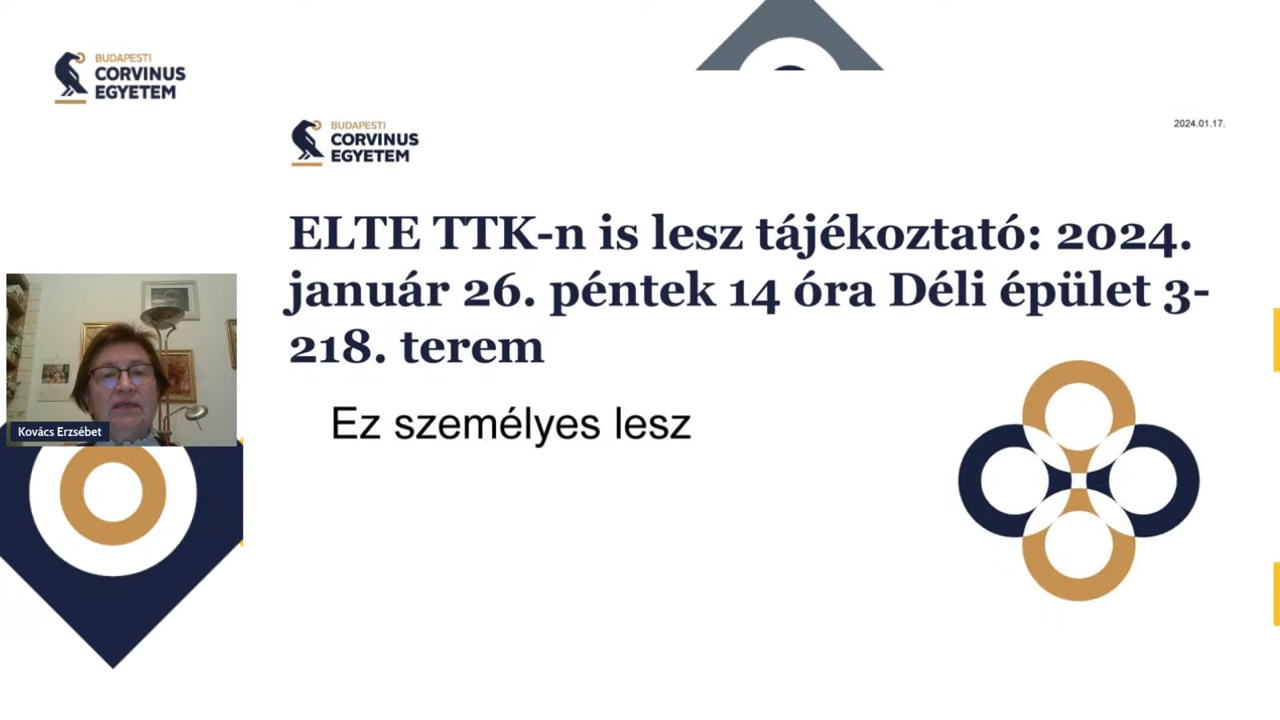 BUDAPESTI
CORVINUS
EGYETEM
BUDAPESTI
CORVINUS
EGYETEM
2024.01.17.
ELTE TTK-n is lesz tájékoztató: 2024.
január 26. péntek 14 óra Déli épület 3-
218. terem
Ez személyes lesz
Kovács Erzsébet